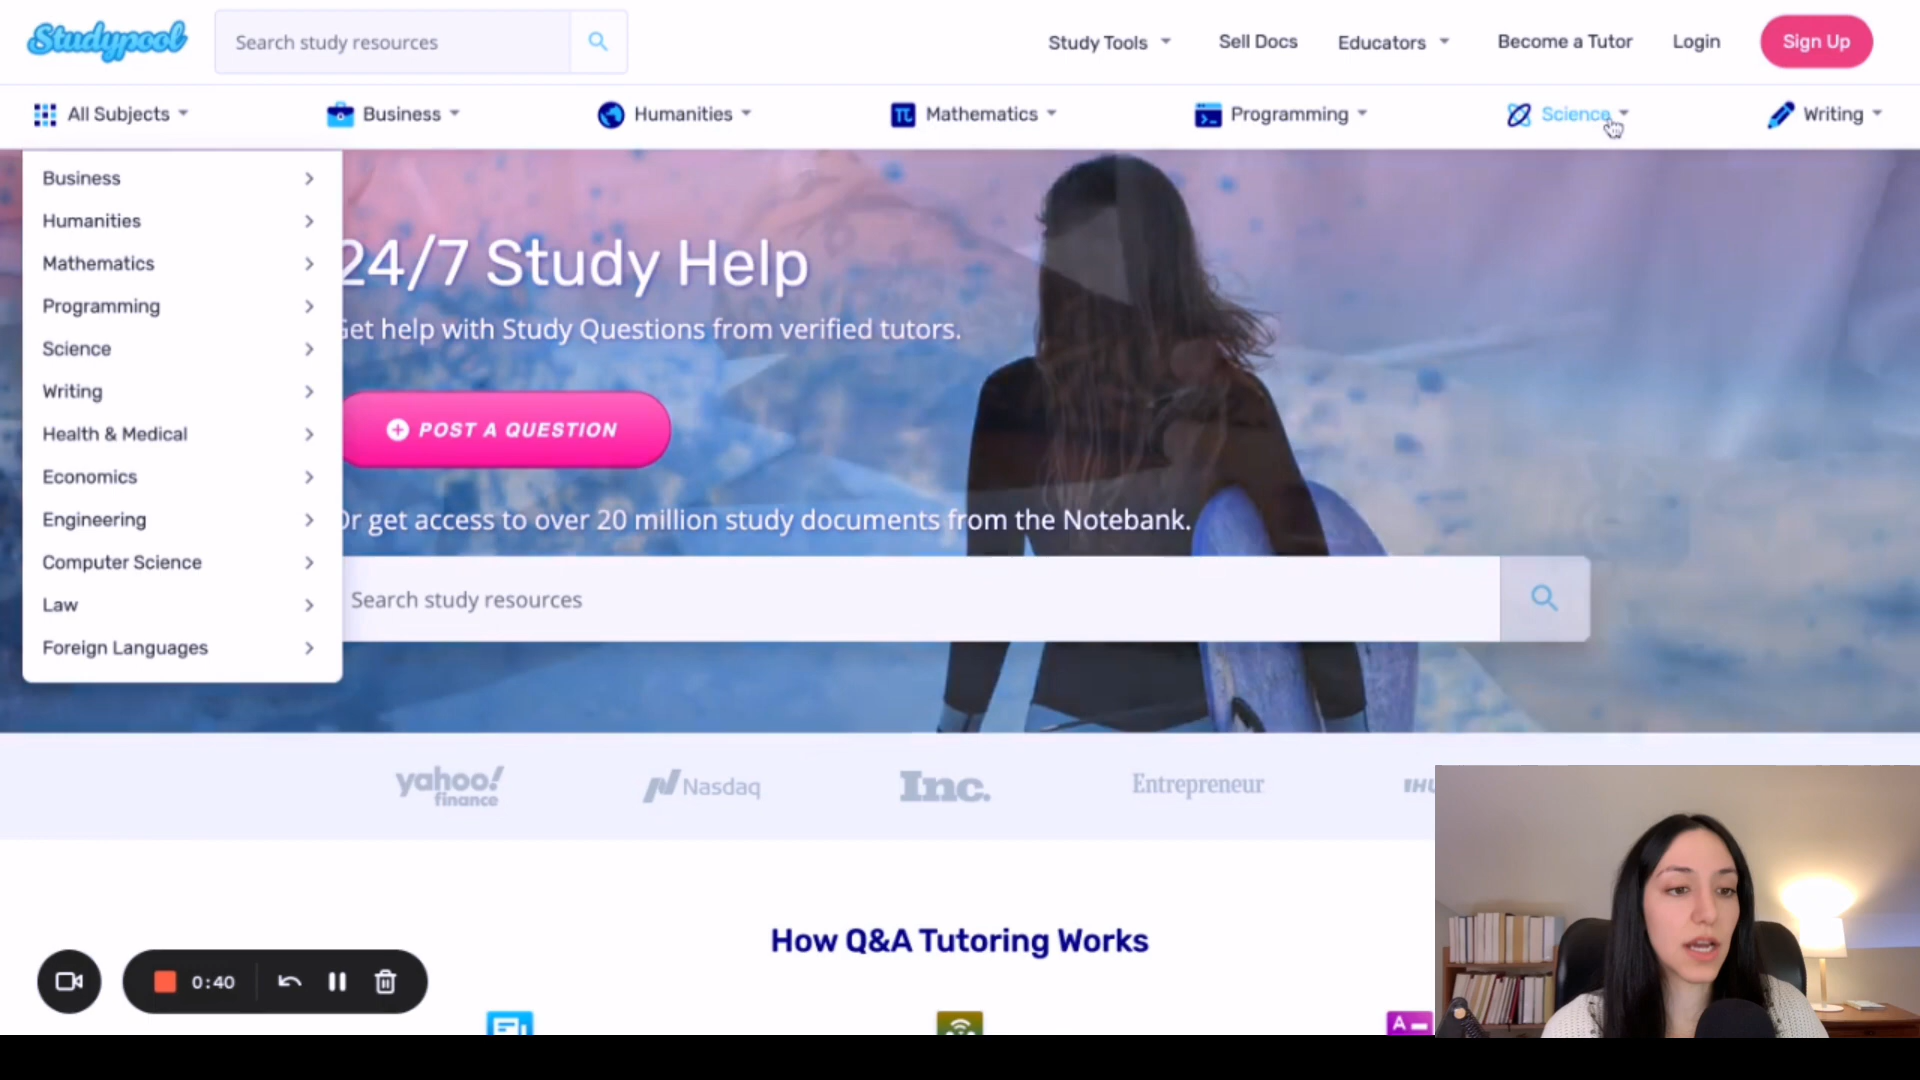 Studypool
Search study resources
Study Tools
Sell Docs
Educators
Become a Tutor
Login
Sign Up
All Subjects
Business
Humanities
Mathematics
Programming
Science
Writing
Business
Humanities
Mathematics
Programming
Science
Writing
Health & Medical
Economics
Engineering
Computer Science
Law
Foreign Languages
24/7 Study Help
Get help with Study Questions from verified tutors.
POST A QUESTION
Or get access to over 20 million study documents from the Notebank.
Search study resources
yahoo!
finance
Nasdaq
Inc.
Entrepreneur
How Q&A Tutoring Works
0:40
A